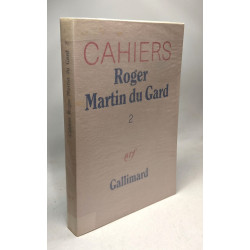 CAHIERS
Roger
Martin du Gard
2
nrf
Gallimard